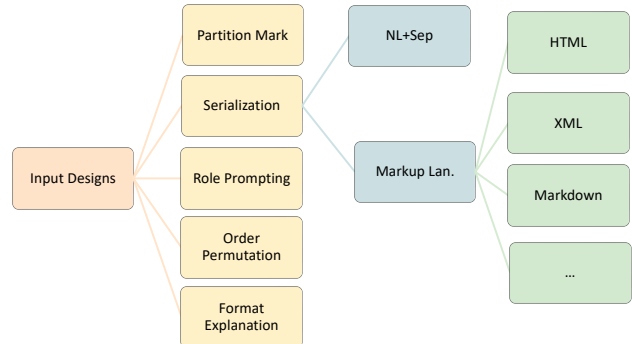 Input Designs
Partition Mark
Serialization
Role Prompting
Order
Permutation
Format
Explanation
NL+Sep
Markup Lan.
HTML
XML
Markdown
...